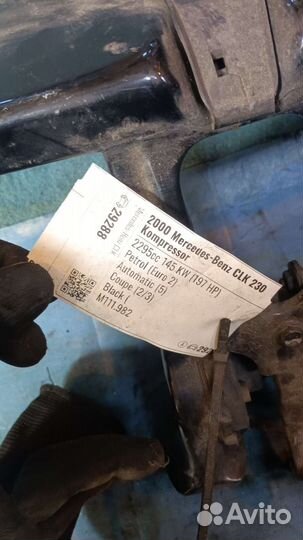 29288
2000 Mercedes-Benz CLK 230
Kompressor
2295cc 145 KW (197 HP)
Petrol (Euro 2)
Automatic (5)
Coupe (2/3)
Black (
M111.982
Avito